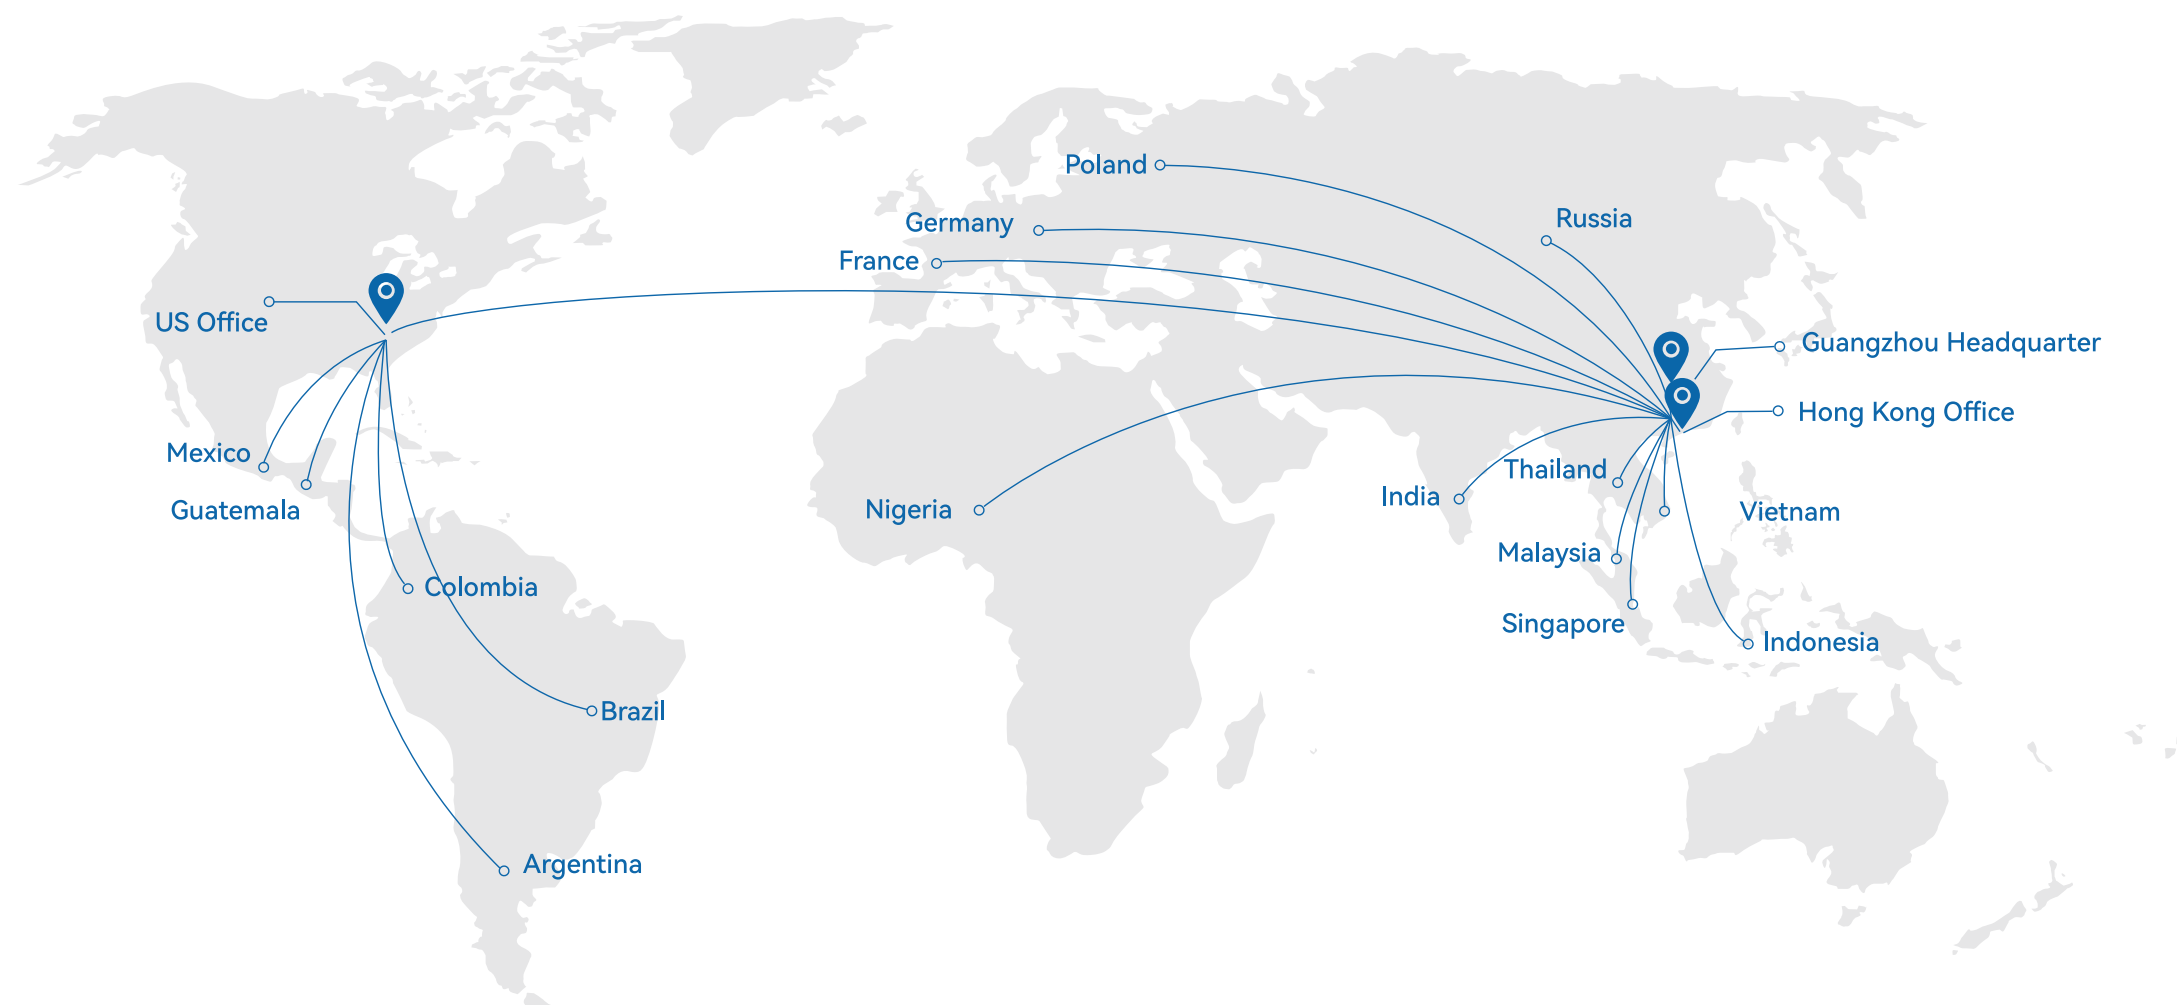 Poland
Russia
Germany
France
US Office
Guangzhou Headquarter
Hong Kong Office
Mexico
Thailand
India
Guatemala
Nigeria
Vietnam
Malaysia
Colombia
Singapore
Indonesia
Brazil
Argentina